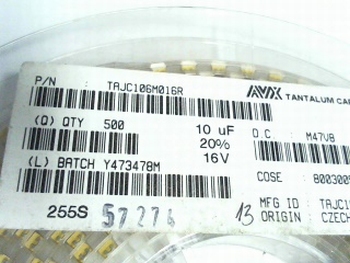 P/N : TAJC106M016R
AVX TANTALUM
(Q) QTY 500
10 uF
D.C. : M47V8
20%
(L) BATCH Y473478M
16V
COSE : 
255S 57276
13
MFG ID :
ORIGIN : CZECH